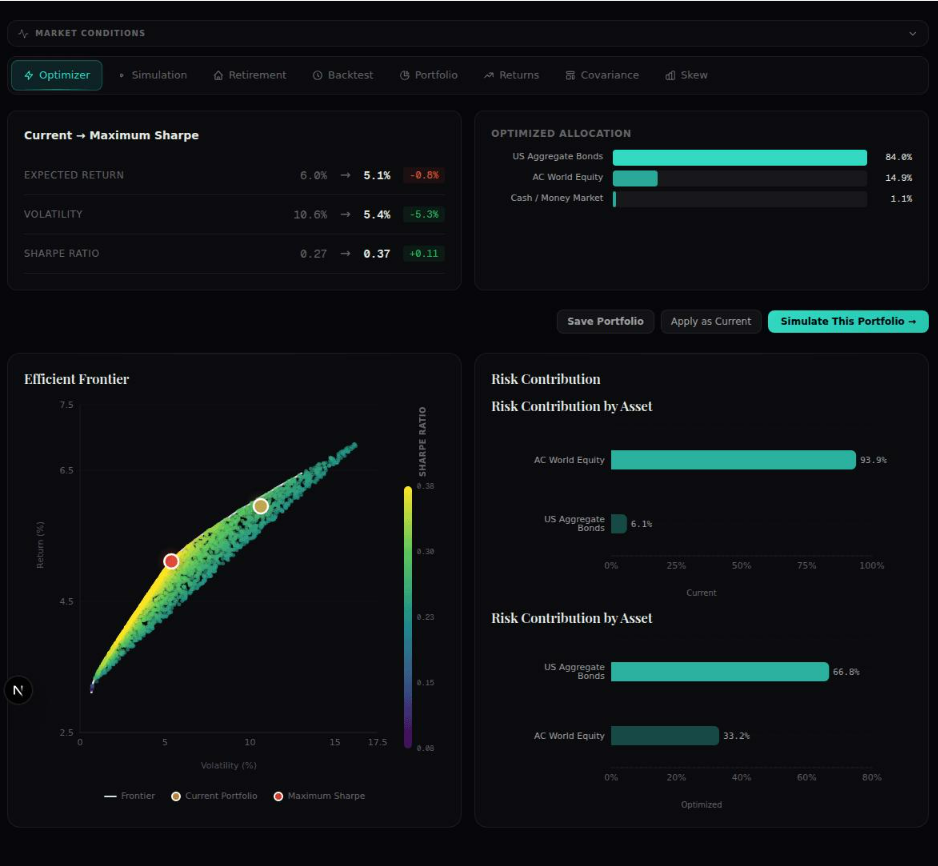 MARKET CONDITIONS
Optimizer
Simulation
Retirement
Backtest
Portfolio
Returns
Covariance
Skew
Current → Maximum Sharpe
EXPECTED RETURN 6.0% → 5.1% -0.8%
VOLATILITY 10.6% → 5.4% -5.3%
SHARPE RATIO 0.27 → 0.37 +0.11
OPTIMIZED ALLOCATION
US Aggregate Bonds 84.0%
AC World Equity 14.9%
Cash / Money Market 1.1%
Save Portfolio
Apply as Current
Simulate This Portfolio →
Efficient Frontier
7.5
6.5
4.5
2.5
Return (%)
0 5 10 15 17.5
Volatility (%)
SHARPE RATIO
0.38
0.30
0.23
0.15
0.08
Frontier
Current Portfolio
Maximum Sharpe
N
Risk Contribution
Risk Contribution by Asset
AC World Equity 93.9%
US Aggregate
Bonds 6.1%
0% 25% 50% 75% 100%
Current
Risk Contribution by Asset
US Aggregate
Bonds 66.8%
AC World Equity 33.2%
0% 20% 40% 60% 80%
Optimized